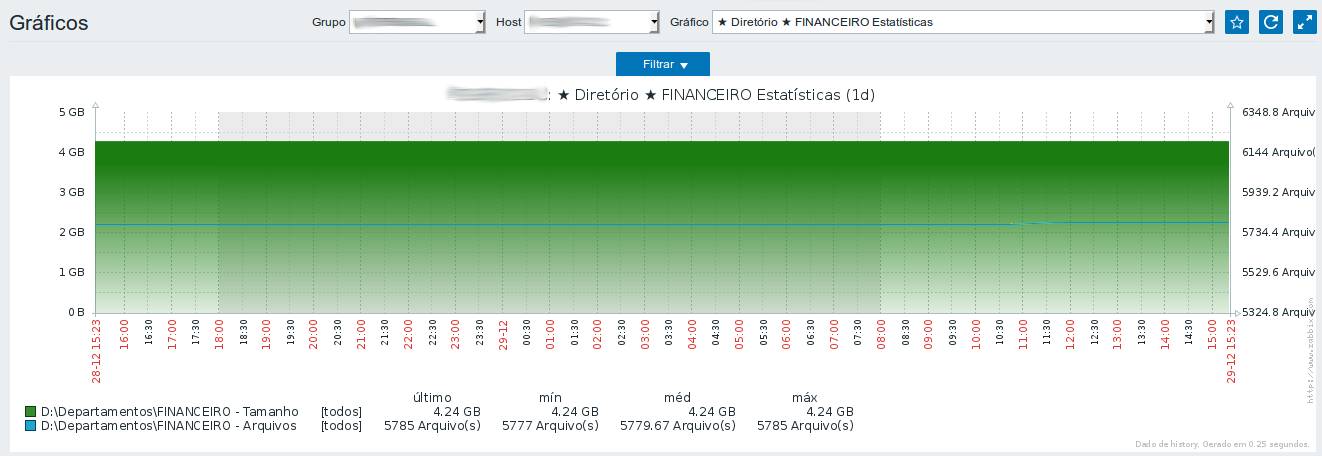 Gráficos
Grupo
Host
Gráfico ★ Diretório ★ FINANCEIRO Estatísticas
Filtrar
: ★ Diretório ★ FINANCEIRO Estatísticas (1d)
5 GB
4 GB
3 GB
2 GB
1 GB
0 B
6348.8 Arquiv
6144 Arquivo(
5939.2 Arquiv
5734.4 Arquiv
5529.6 Arquiv
5324.8 Arquiv
28-12 15:23
16:00
16:30
17:00
17:30
18:00
18:30
19:00
19:30
20:00
20:30
21:00
21:30
22:00
22:30
23:00
23:30
29-12
00:30
01:00
01:30
02:00
02:30
03:00
03:30
04:00
04:30
05:00
05:30
06:00
06:30
07:00
07:30
08:00
08:30
09:00
09:30
10:00
10:30
11:00
11:30
12:00
12:30
13:00
13:30
14:00
14:30
15:00
29-12 15:23
http://www.zabbix.com
último mín méd máx
D:\Departamentos\FINANCEIRO - Tamanho [todos] 4.24 GB 4.24 GB 4.24 GB 4.24 GB
D:\Departamentos\FINANCEIRO - Arquivos [todos] 5785 Arquivo(s) 5777 Arquivo(s) 5779.67 Arquivo(s) 5785 Arquivo(s)
Dado de history. Gerado em 0.25 segundos.